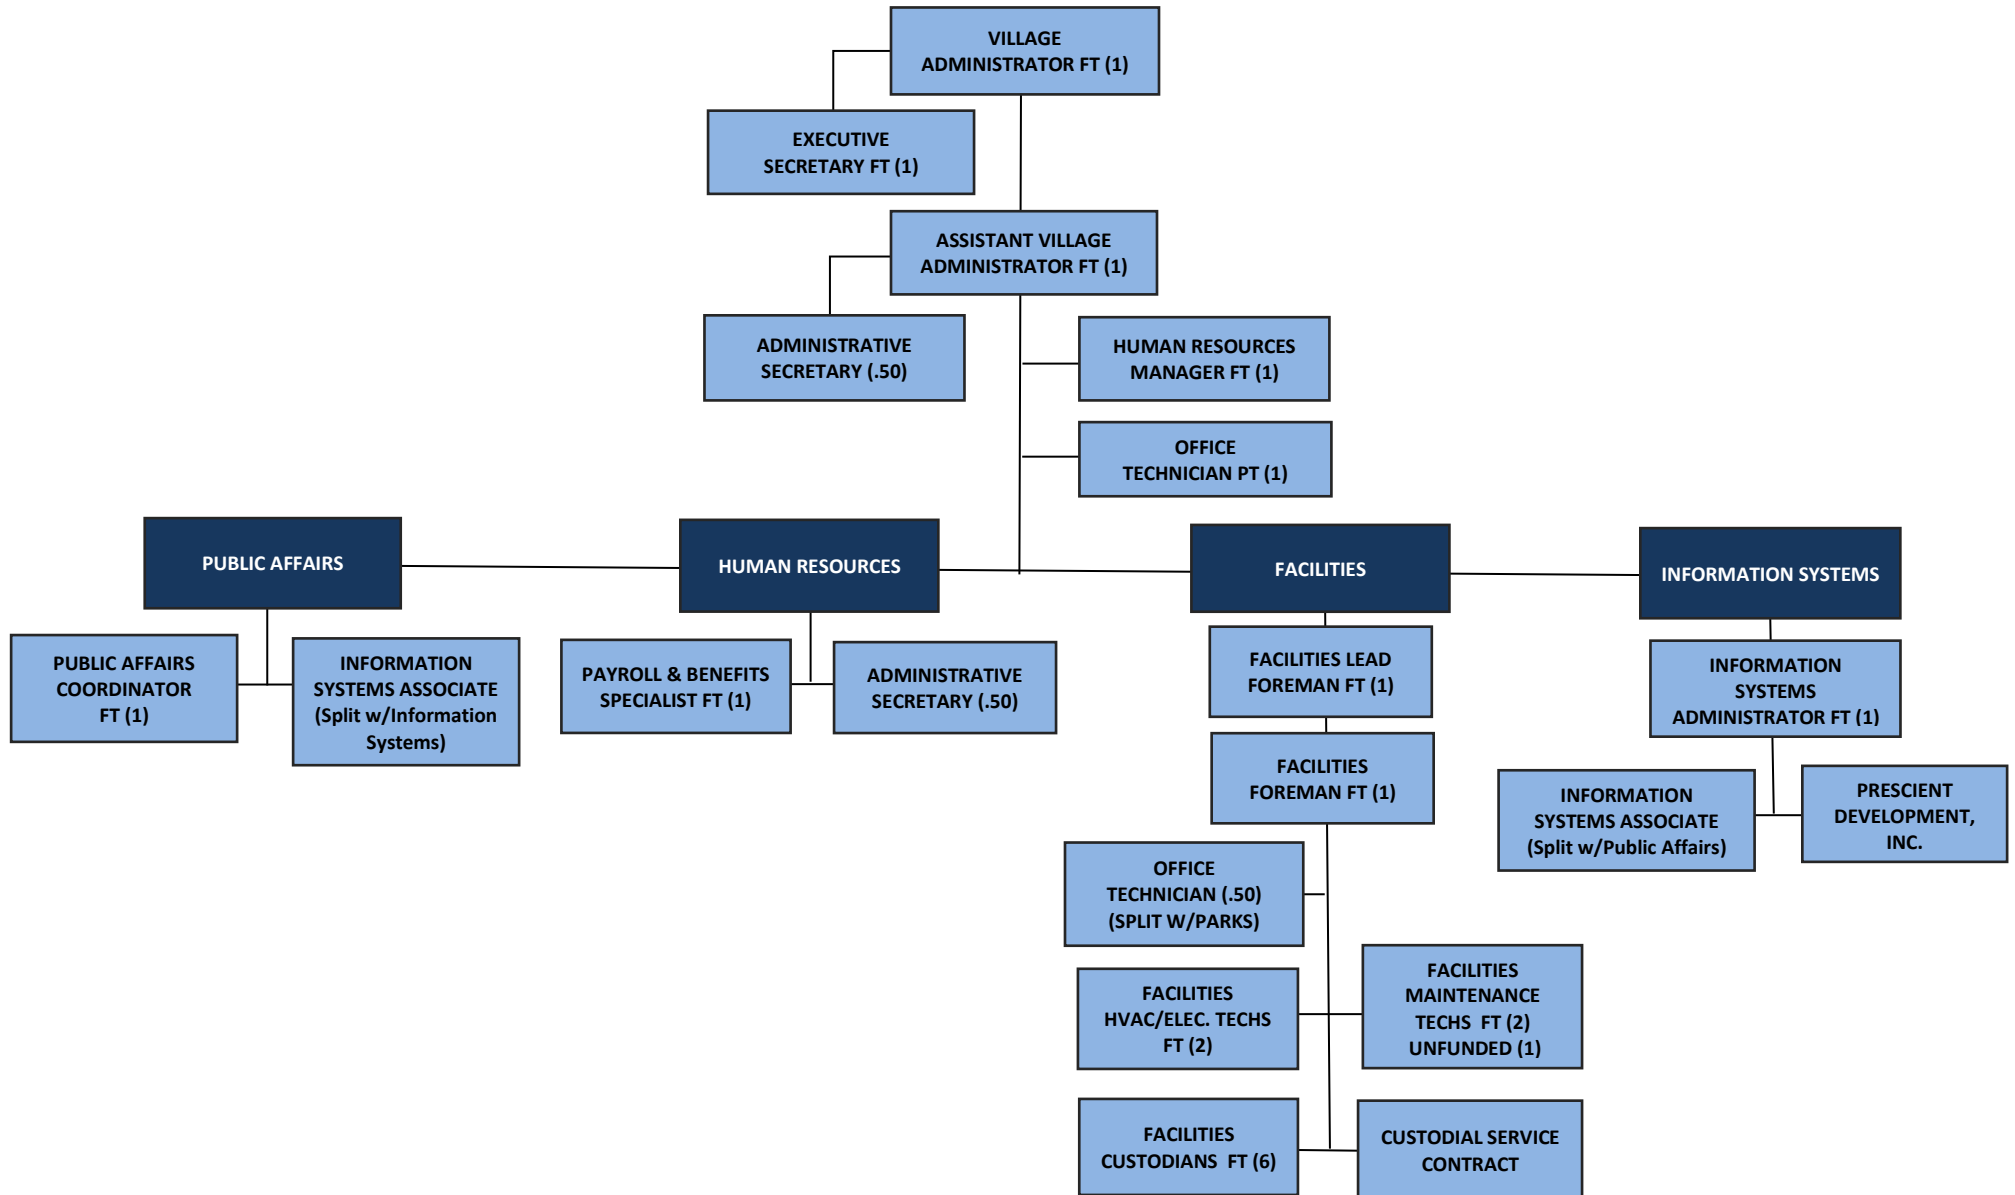 VILLAGE
ADMINISTRATOR FT (1)
EXECUTIVE
SECRETARY FT (1)
ASSISTANT VILLAGE
ADMINISTRATOR FT (1)
ADMINISTRATIVE
SECRETARY (.50)
HUMAN RESOURCES
MANAGER FT (1)
OFFICE
TECHNICIAN PT (1)
PUBLIC AFFAIRS
HUMAN RESOURCES
FACILITIES
INFORMATION SYSTEMS
PUBLIC AFFAIRS
COORDINATOR
FT (1)
INFORMATION
SYSTEMS ASSOCIATE
(Split w/Information
Systems)
PAYROLL & BENEFITS
SPECIALIST FT (1)
ADMINISTRATIVE
SECRETARY (.50)
FACILITIES LEAD
FOREMAN FT (1)
FACILITIES
FOREMAN FT (1)
OFFICE
TECHNICIAN (.50)
(SPLIT W/PARKS)
FACILITIES
HVAC/ELEC. TECHS
FT (2)
FACILITIES
MAINTENANCE
TECHS  FT (2)
UNFUNDED (1)
FACILITIES
CUSTODIANS  FT (6)
CUSTODIAL SERVICE
CONTRACT
INFORMATION
SYSTEMS
ADMINISTRATOR FT (1)
INFORMATION
SYSTEMS ASSOCIATE
(Split w/Public Affairs)
PRESCIENT
DEVELOPMENT,
INC.